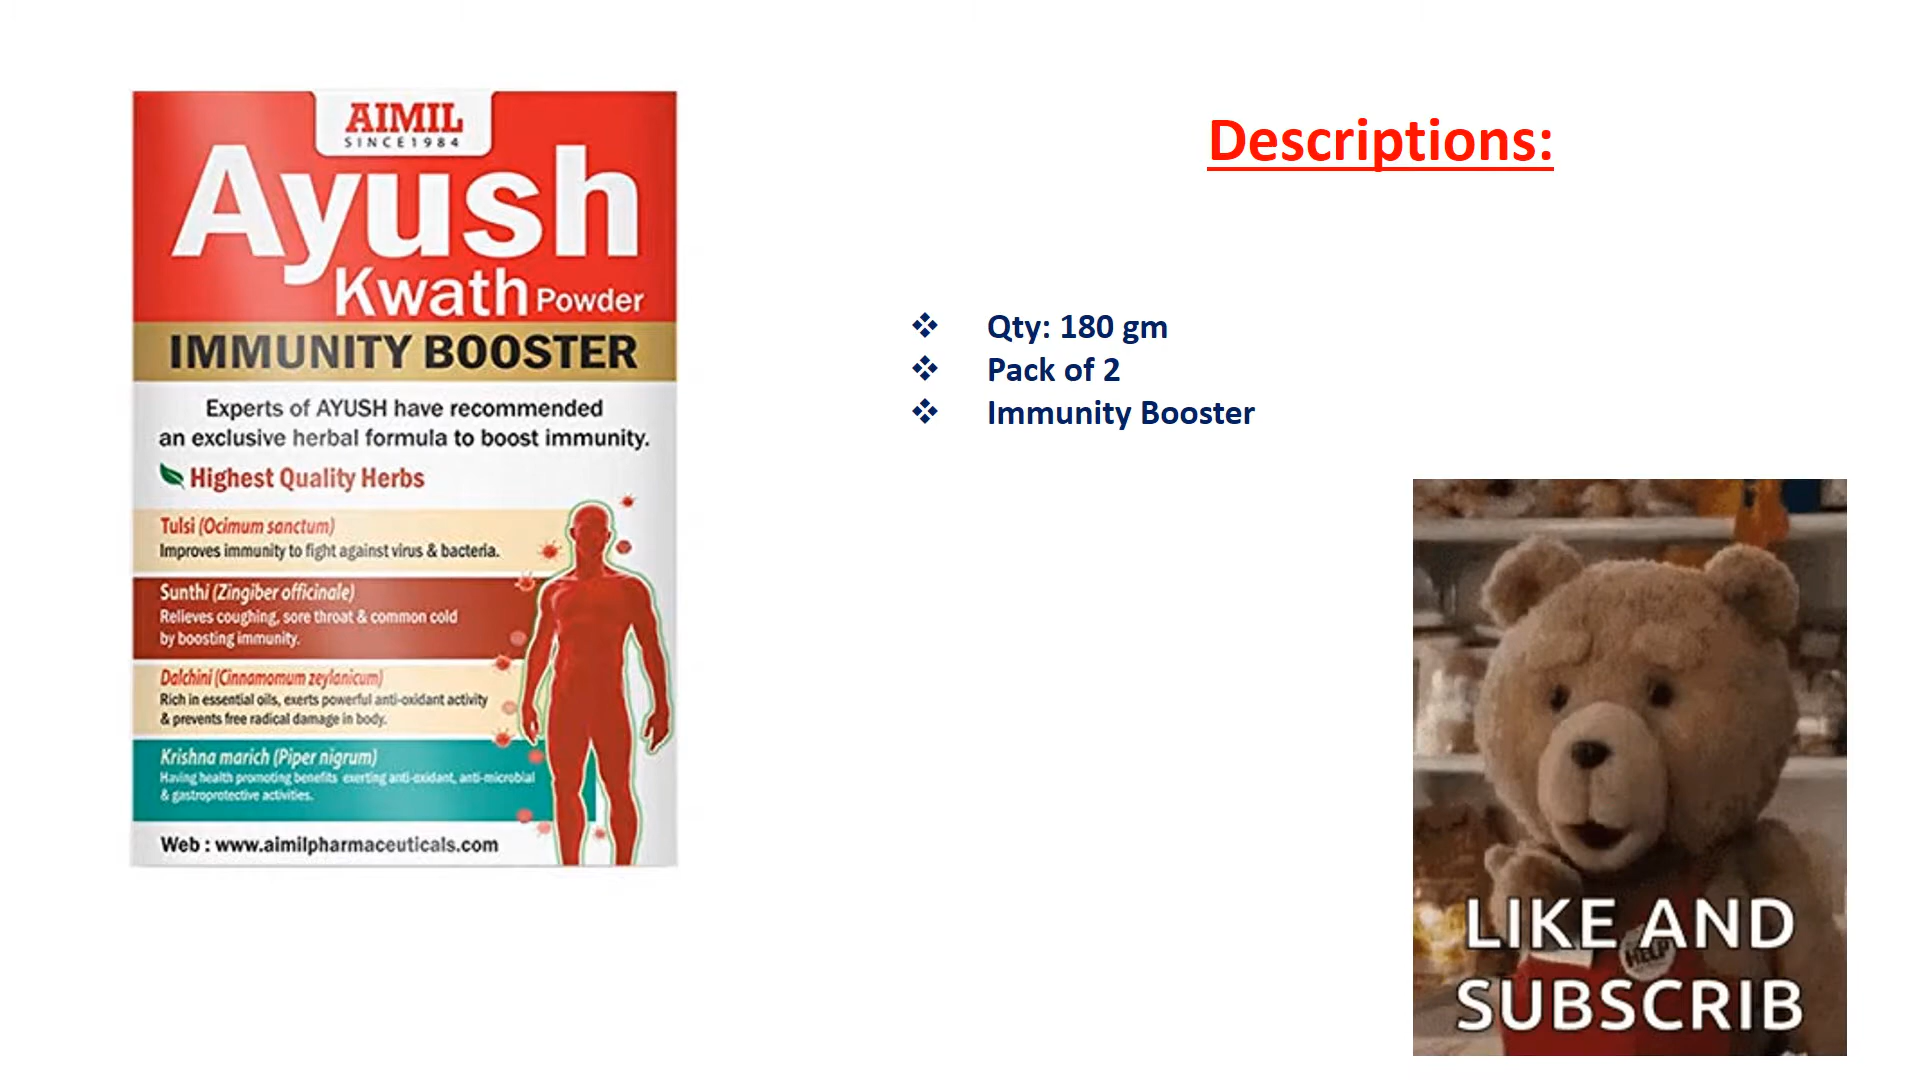 AIMIL
SINCE1984
Ayush
Kwath Powder
IMMUNITY BOOSTER
Experts of AYUSH have recommended
an exclusive herbal formula to boost immunity.
Highest Quality Herbs
Tulsi (Ocimum sanctum)
Improves immunity to fight against virus & bacteria.
Sunthi (Zingiber officinale)
Relieves coughing, sore throat & common cold
by boosting immunity.
Dalchini (Cinnamomum zeylanicum)
Rich in essential oils, exerts powerful anti-oxidant activity
& prevents free radical damage in body.
Krishna marich (Piper nigrum)
Having health promoting benefits exerting anti-oxidant, anti-microbial
& gastroprotective activities.
Web : www.aimilpharmaceuticals.com
Descriptions:
❖ Qty: 180 gm
❖ Pack of 2
❖ Immunity Booster
HELP
LIKE AND
SUBSCRIB